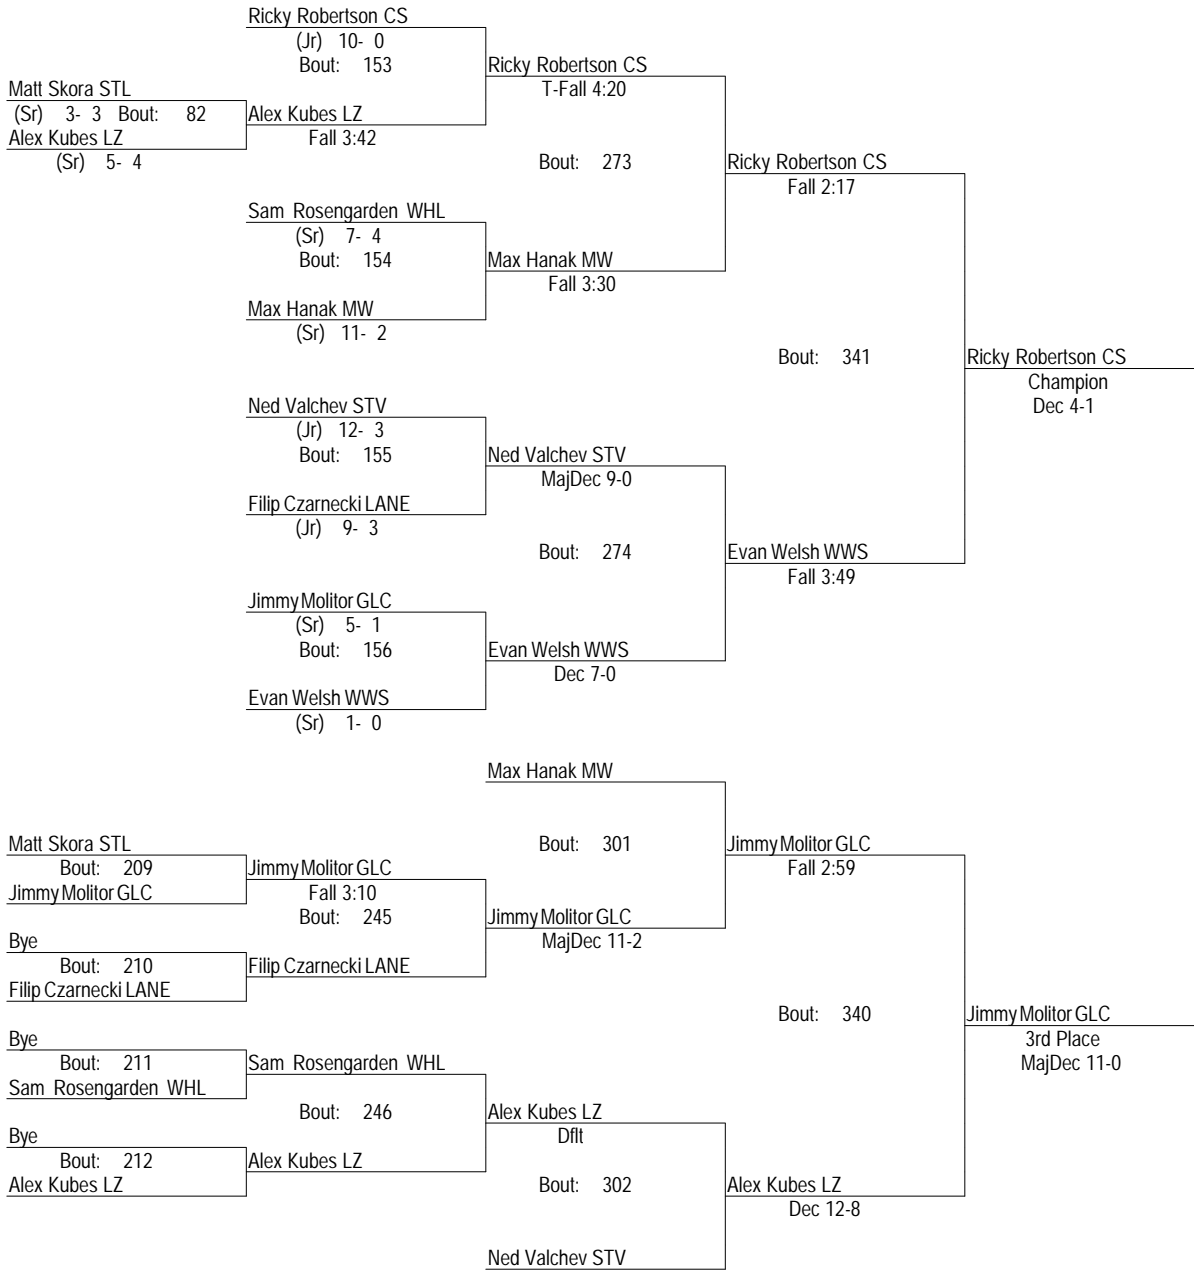 Ricky Robertson CS
(Jr) 10- 0
Bout: 153
Ricky Robertson CS
T-Fall 4:20
Matt Skora STL
(Sr) 3- 3 Bout: 82
Alex Kubes LZ
Fall 3:42
Alex Kubes LZ
(Sr) 5- 4
Bout: 273
Ricky Robertson CS
Fall 2:17
Sam Rosengarden WHL
(Sr) 7- 4
Bout: 154
Max Hanak MW
Fall 3:30
Max Hanak MW
(Sr) 11- 2
Bout: 341
Ricky Robertson CS
Champion
Dec 4-1
Ned Valchev STV
(Jr) 12- 3
Bout: 155
Ned Valchev STV
MajDec 9-0
Filip Czarnecki LANE
(Jr) 9- 3
Bout: 274
Evan Welsh WWS
Fall 3:49
Jimmy Molitor GLC
(Sr) 5- 1
Bout: 156
Evan Welsh WWS
Dec 7-0
Evan Welsh WWS
(Sr) 1- 0
Max Hanak MW
Matt Skora STL
Bout: 209
Jimmy Molitor GLC
Bout: 301
Jimmy Molitor GLC
Fall 2:59
Jimmy Molitor GLC
Fall 3:10
Bout: 245
Jimmy Molitor GLC
MajDec 11-2
Bye
Bout: 210
Filip Czarnecki LANE
Filip Czarnecki LANE
Bout: 340
Jimmy Molitor GLC
3rd Place
MajDec 11-0
Bye
Bout: 211
Sam Rosengarden WHL
Sam Rosengarden WHL
Bout: 246
Alex Kubes LZ
Dflt
Bye
Bout: 212
Alex Kubes LZ
Alex Kubes LZ
Bout: 302
Alex Kubes LZ
Dec 12-8
Ned Valchev STV